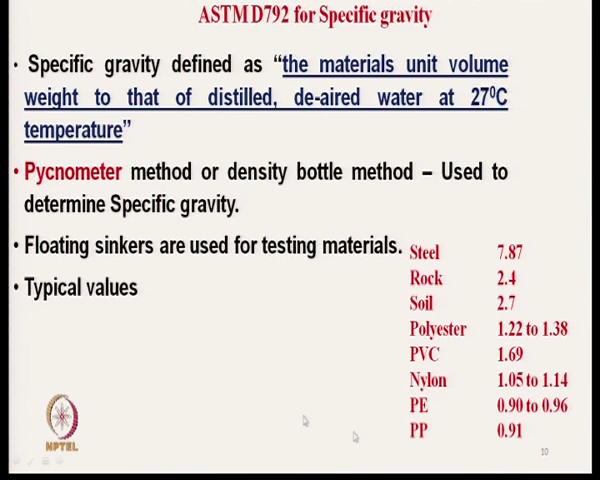 ASTM D792 for Specific gravity
• Specific gravity defined as “the materials unit volume
weight to that of distilled, de-aired water at 27⁰C
temperature”
• Pycnometer method or density bottle method – Used to
determine Specific gravity.
• Floating sinkers are used for testing materials.
• Typical values
Steel 7.87
Rock 2.4
Soil 2.7
Polyester 1.22 to 1.38
PVC 1.69
Nylon 1.05 to 1.14
PE 0.90 to 0.96
PP 0.91
NPTEL
10